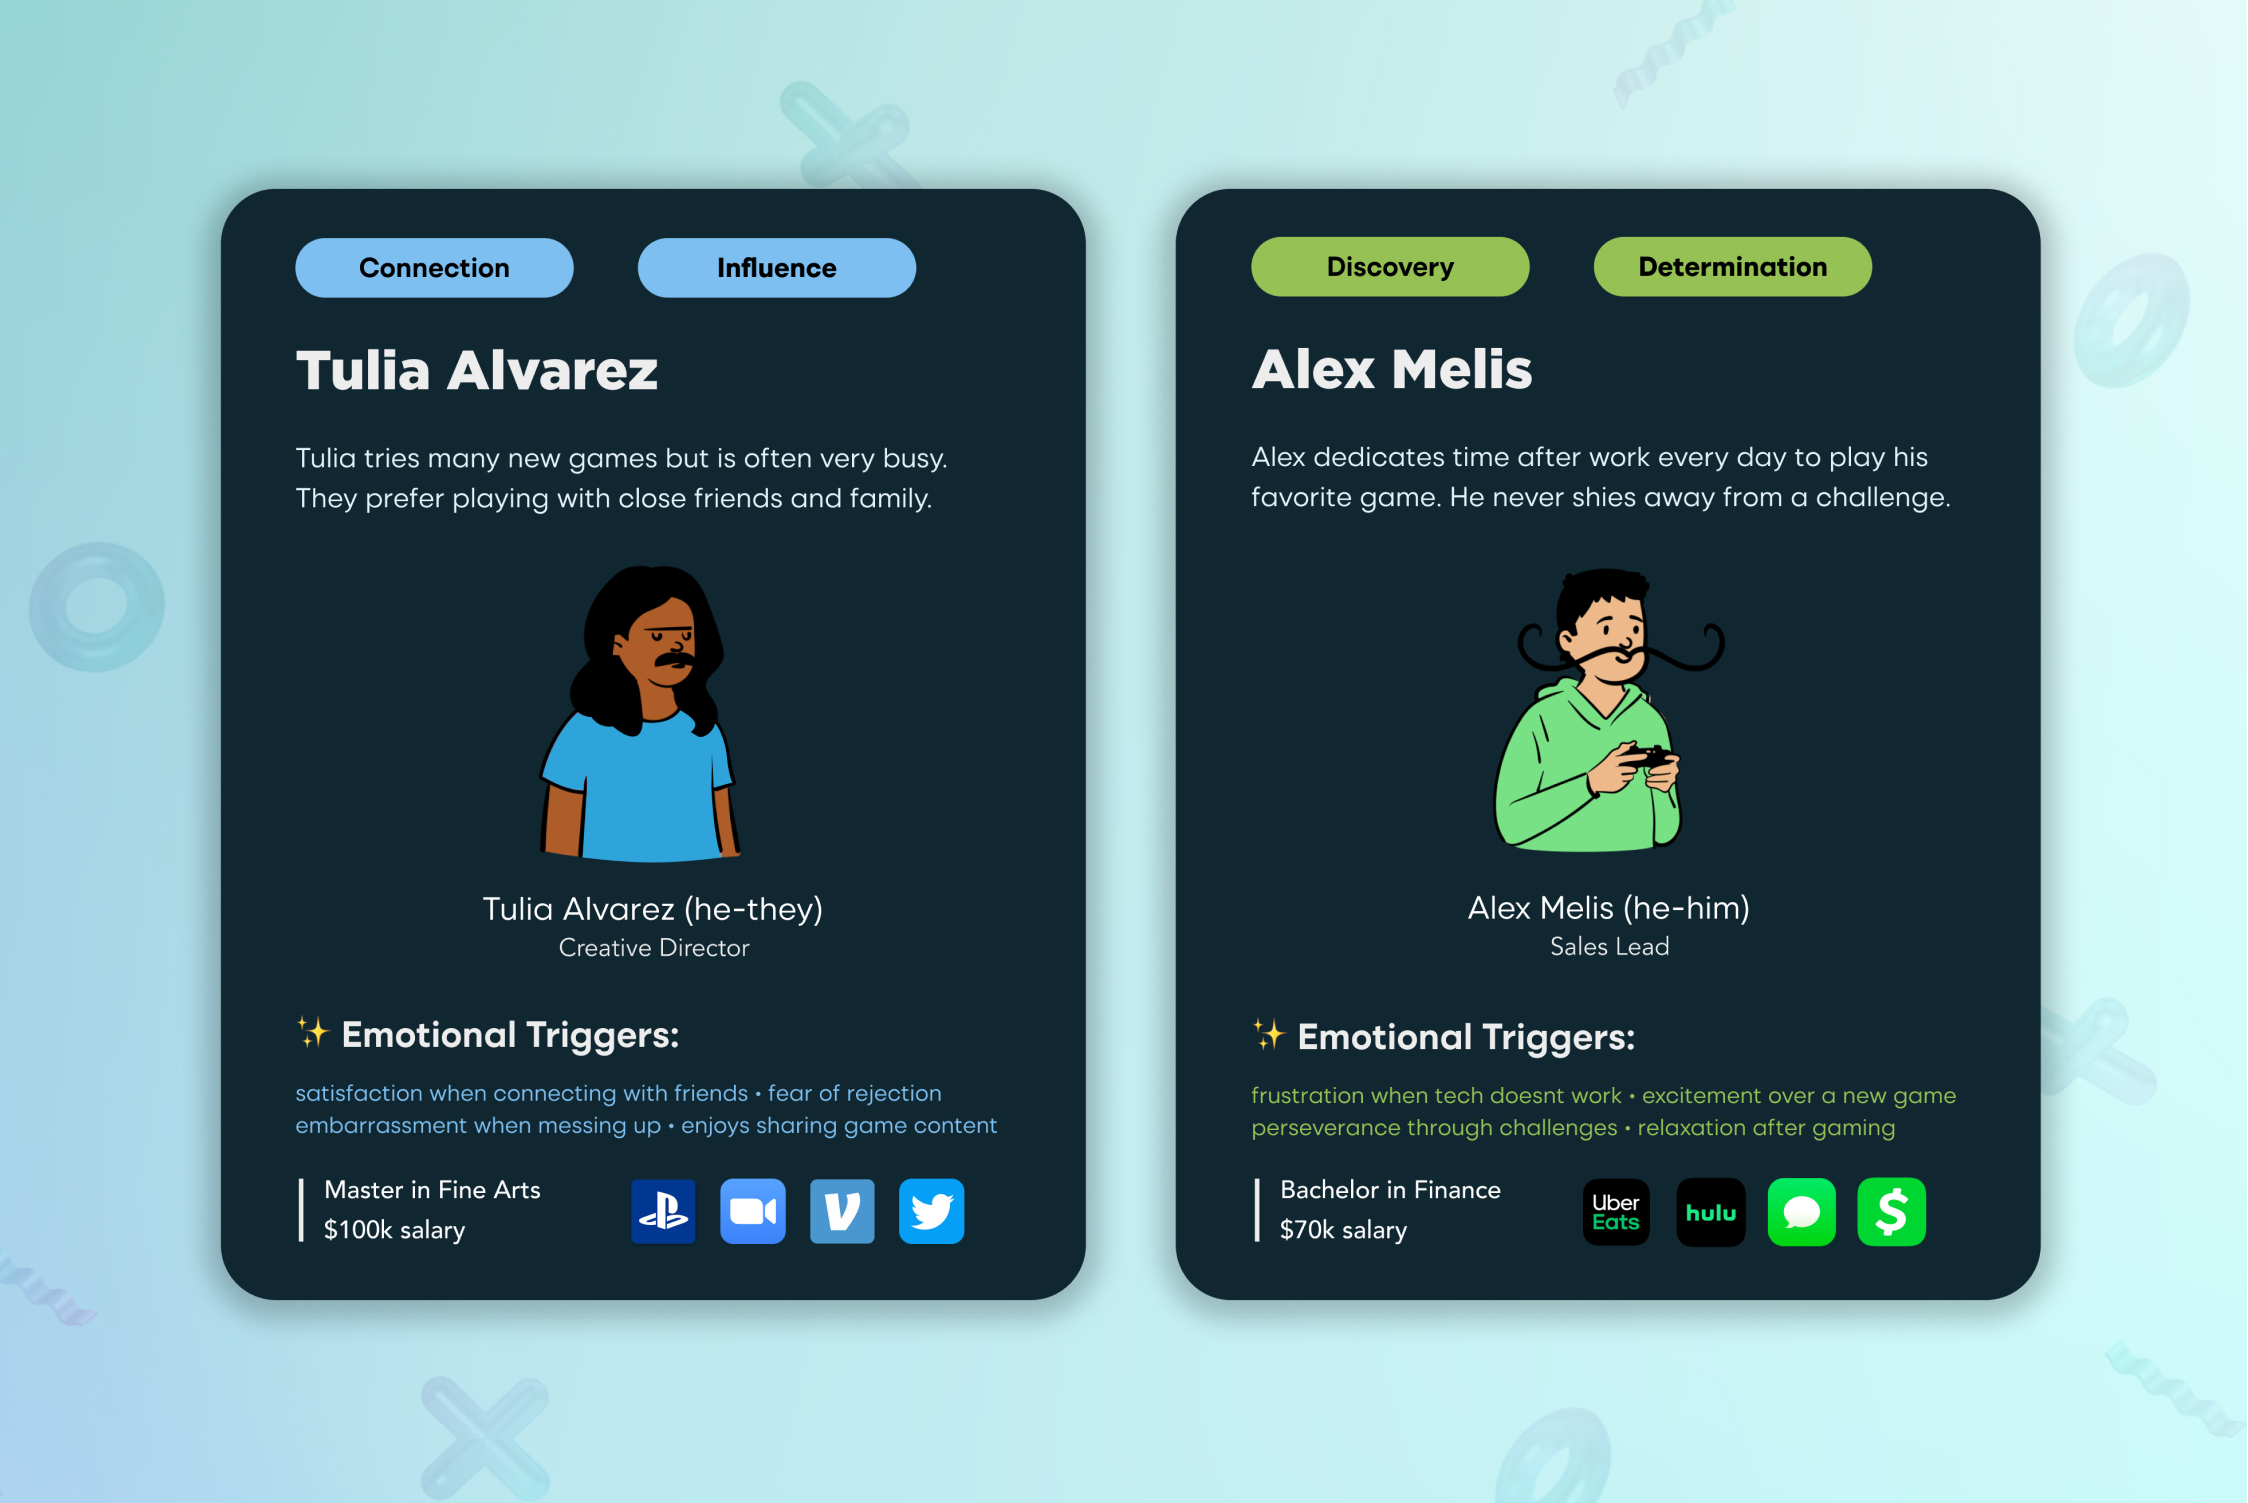 Connection
Influence
Tulia Alvarez
Tulia tries many new games but is often very busy.
They prefer playing with close friends and family.
Tulia Alvarez (he-they)
Creative Director
✨ Emotional Triggers:
satisfaction when connecting with friends • fear of rejection
embarrassment when messing up • enjoys sharing game content
Master in Fine Arts
$100k salary
Discovery
Determination
Alex Melis
Alex dedicates time after work every day to play his
favorite game. He never shies away from a challenge.
Alex Melis (he-him)
Sales Lead
✨ Emotional Triggers:
frustration when tech doesnt work • excitement over a new game
perseverance through challenges • relaxation after gaming
Bachelor in Finance
$70k salary
Uber
Eats
hulu
$